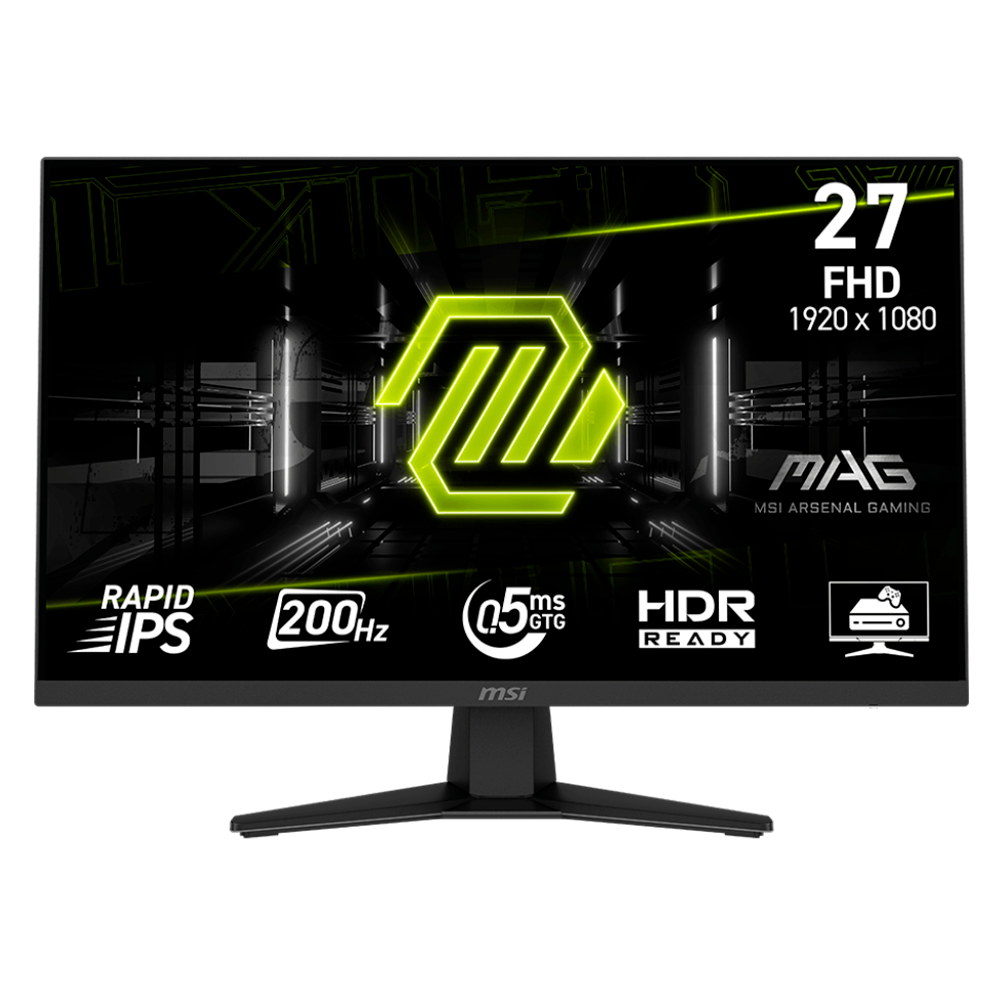 27
FHD
1920 x 1080
MAG
MSI ARSENAL GAMING
RAPID
IPS
200Hz
0.5ms
GTG
HDR
READY
msi